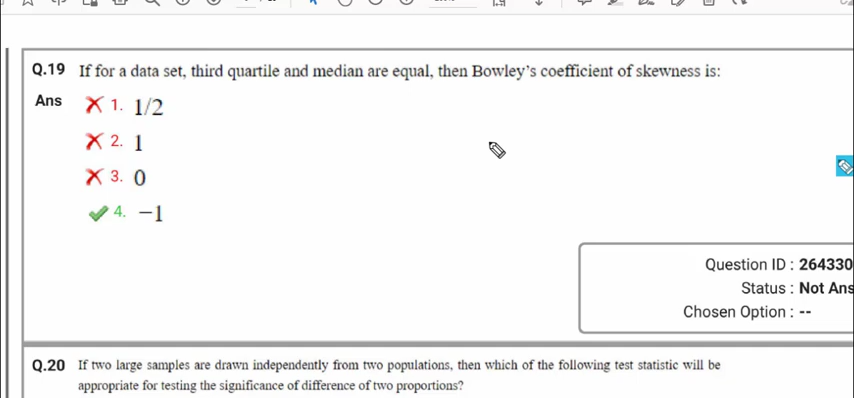 Q.19 If for a data set, third quartile and median are equal, then Bowley's coefficient of skewness is:
Ans 1. 1/2
2. 1
3. 0
4. −1
Question ID : 264330
Status : Not Ans
Chosen Option : --
Q.20 If two large samples are drawn independently from two populations, then which of the following test statistic will be
appropriate for testing the significance of difference of two proportions?